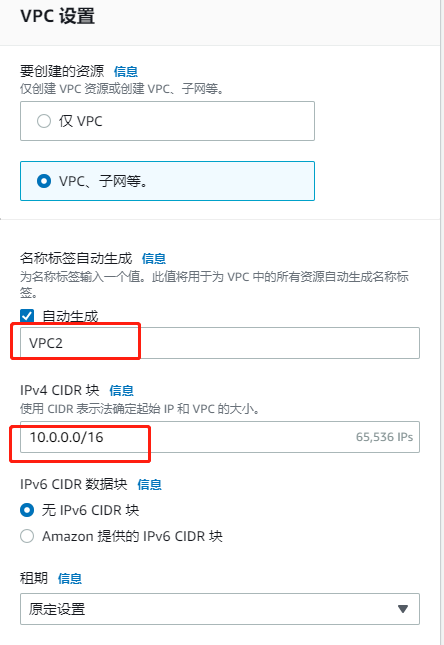 VPC 设置
要创建的资源 信息
仅创建 VPC 资源或创建 VPC、子网等。
仅 VPC
VPC、子网等。
名称标签自动生成 信息
为名称标签输入一个值。此值将用于为 VPC 中的所有资源自动生成名称标
签。
自动生成
VPC2
IPv4 CIDR 块 信息
使用 CIDR 表示法确定起始 IP 和 VPC 的大小。
10.0.0.0/16 65,536 IPs
IPv6 CIDR 数据块 信息
无 IPv6 CIDR 块
Amazon 提供的 IPv6 CIDR 块
租期 信息
原定设置